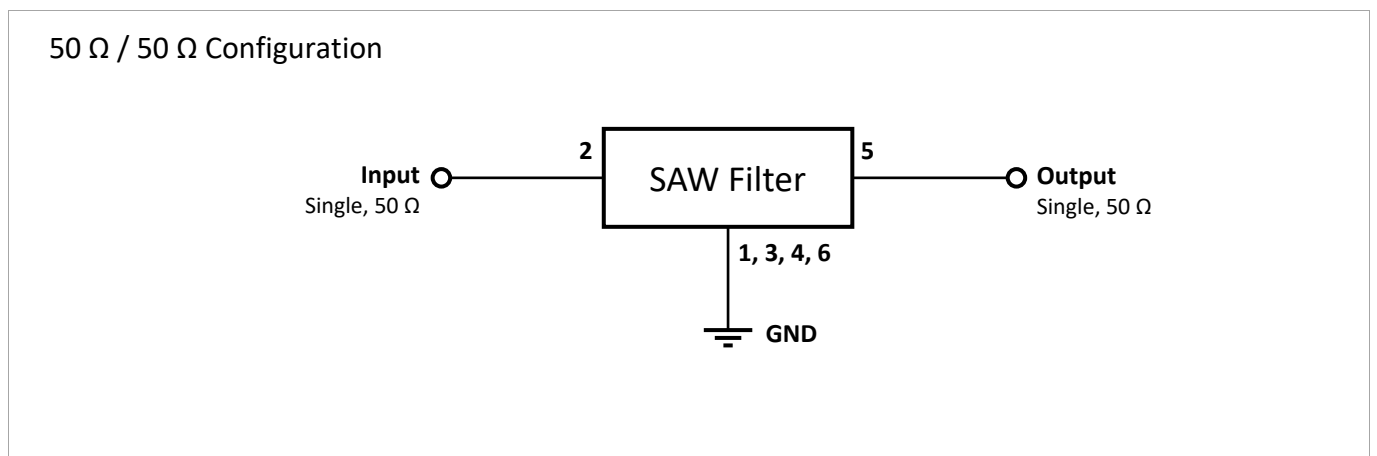 50 Ω / 50 Ω Configuration
2
SAW Filter
5
Input
Single, 50 Ω
Output
Single, 50 Ω
1, 3, 4, 6
GND